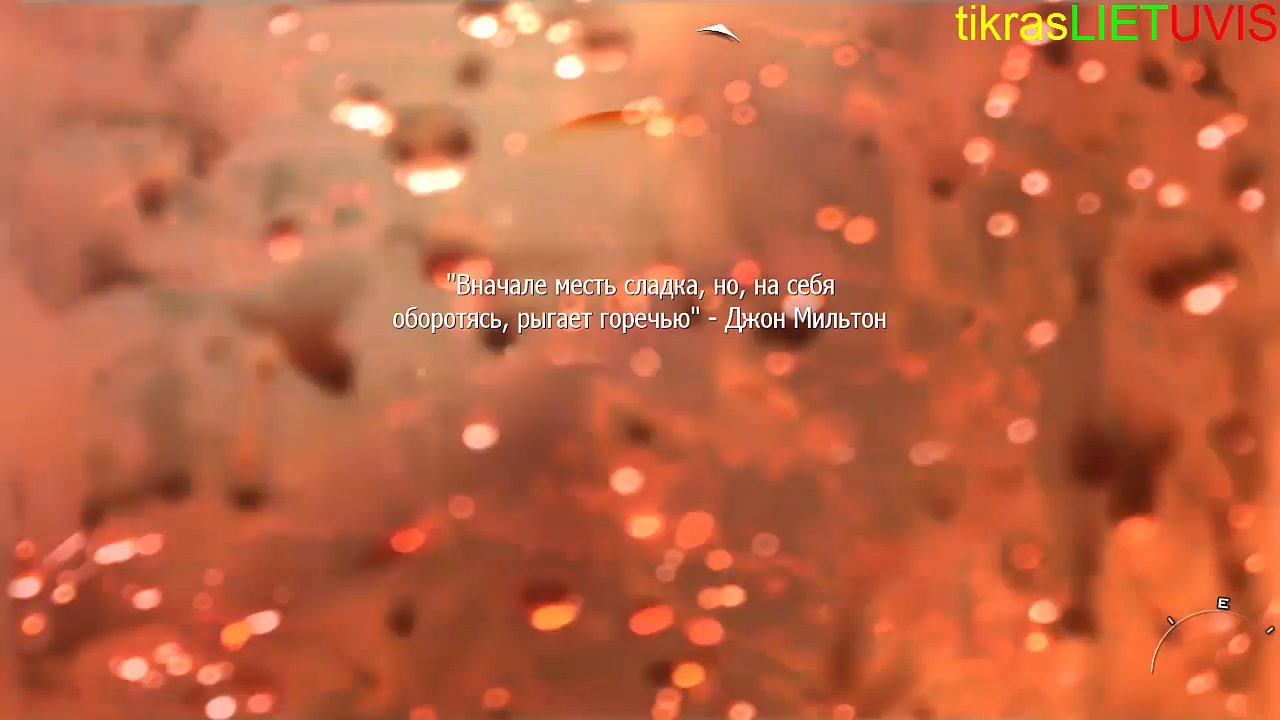 tikrasLIETUVIS
"Вначале месть сладка, но, на себя
оборотясь, рыгает горечью" - Джон Мильтон
E